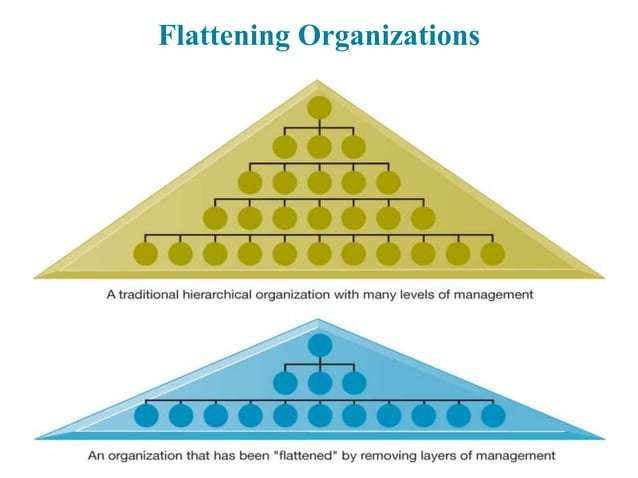 Flattening Organizations
A traditional hierarchical organization with many levels of management
An organization that has been "flattened" by removing layers of management